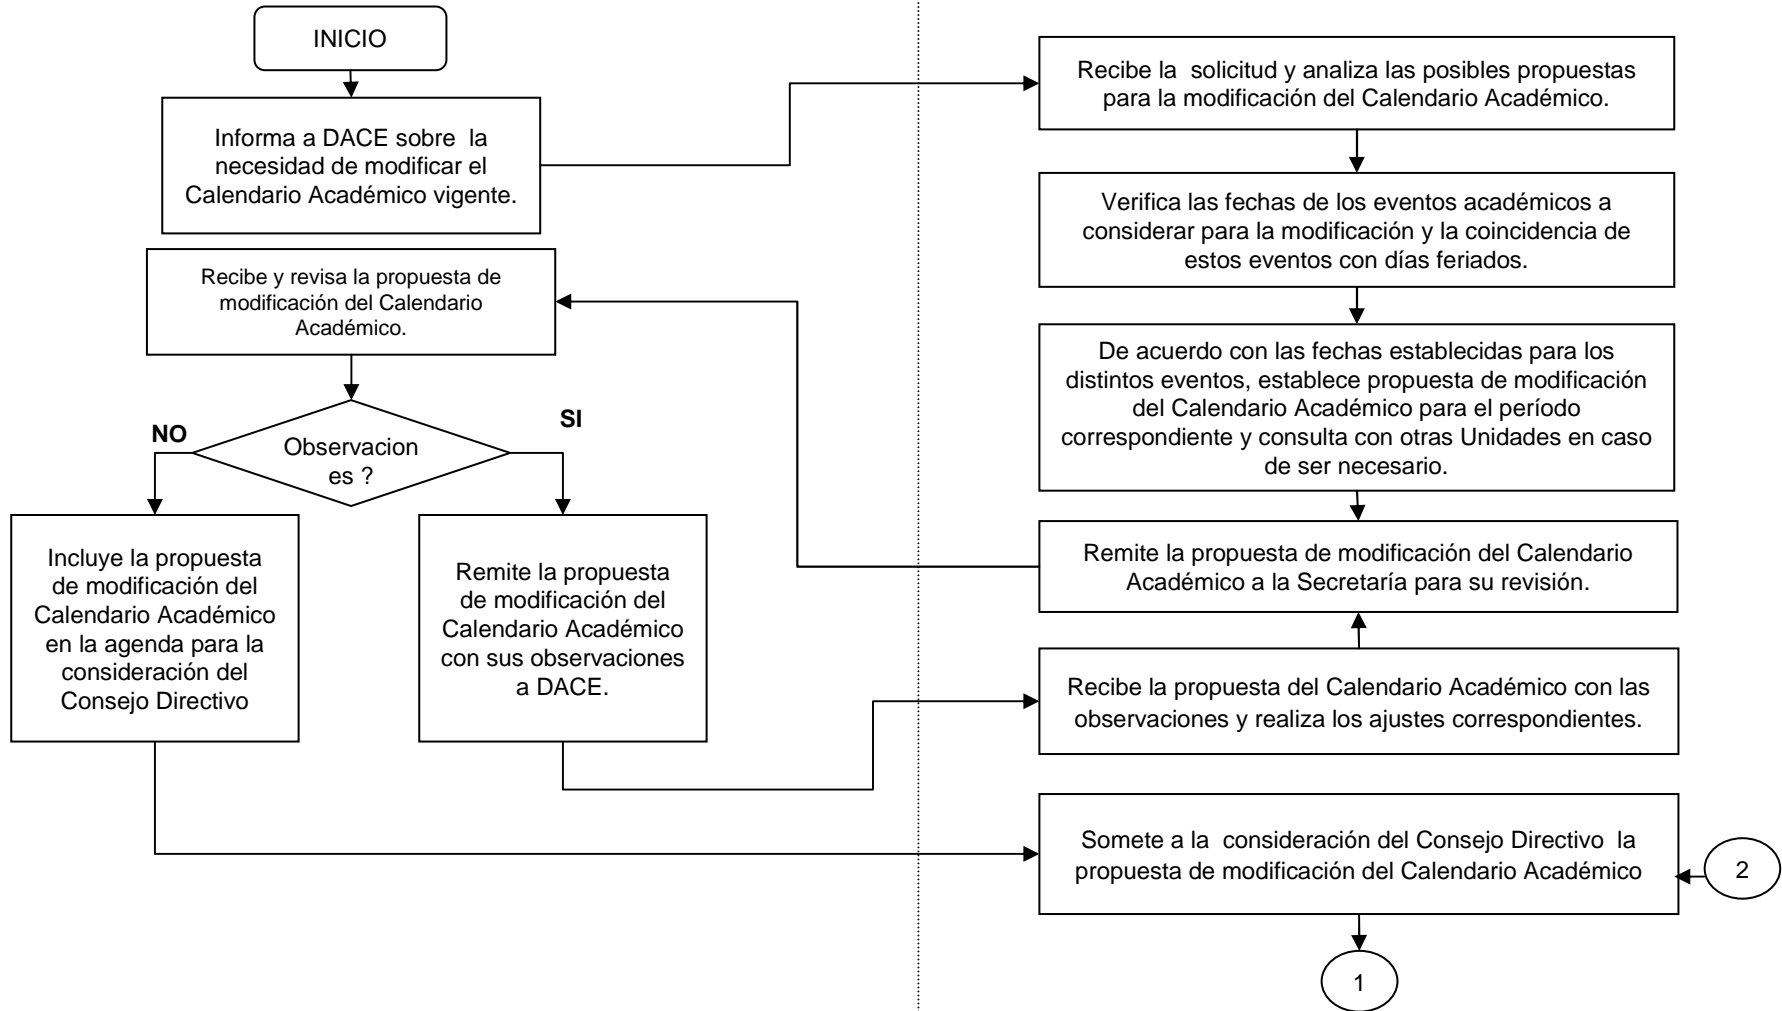 INICIO
Informa a DACE sobre la
necesidad de modificar el
Calendario Académico vigente.
Recibe la solicitud y analiza las posibles propuestas
para la modificación del Calendario Académico.
Verifica las fechas de los eventos académicos a
considerar para la modificación y la coincidencia de
estos eventos con días feriados.
De acuerdo con las fechas establecidas para los
distintos eventos, establece propuesta de modificación
del Calendario Académico para el período
correspondiente y consulta con otras Unidades en caso
de ser necesario.
Remite la propuesta de modificación del Calendario
Académico a la Secretaría para su revisión.
Recibe y revisa la propuesta de
modificación del Calendario
Académico.
Observacion
es ?
NO
SI
Incluye la propuesta
de modificación del
Calendario Académico
en la agenda para la
consideración del
Consejo Directivo
Remite la propuesta
de modificación del
Calendario Académico
con sus observaciones
a DACE.
Recibe la propuesta del Calendario Académico con las
observaciones y realiza los ajustes correspondientes.
Somete a la consideración del Consejo Directivo la
propuesta de modificación del Calendario Académico
2
1